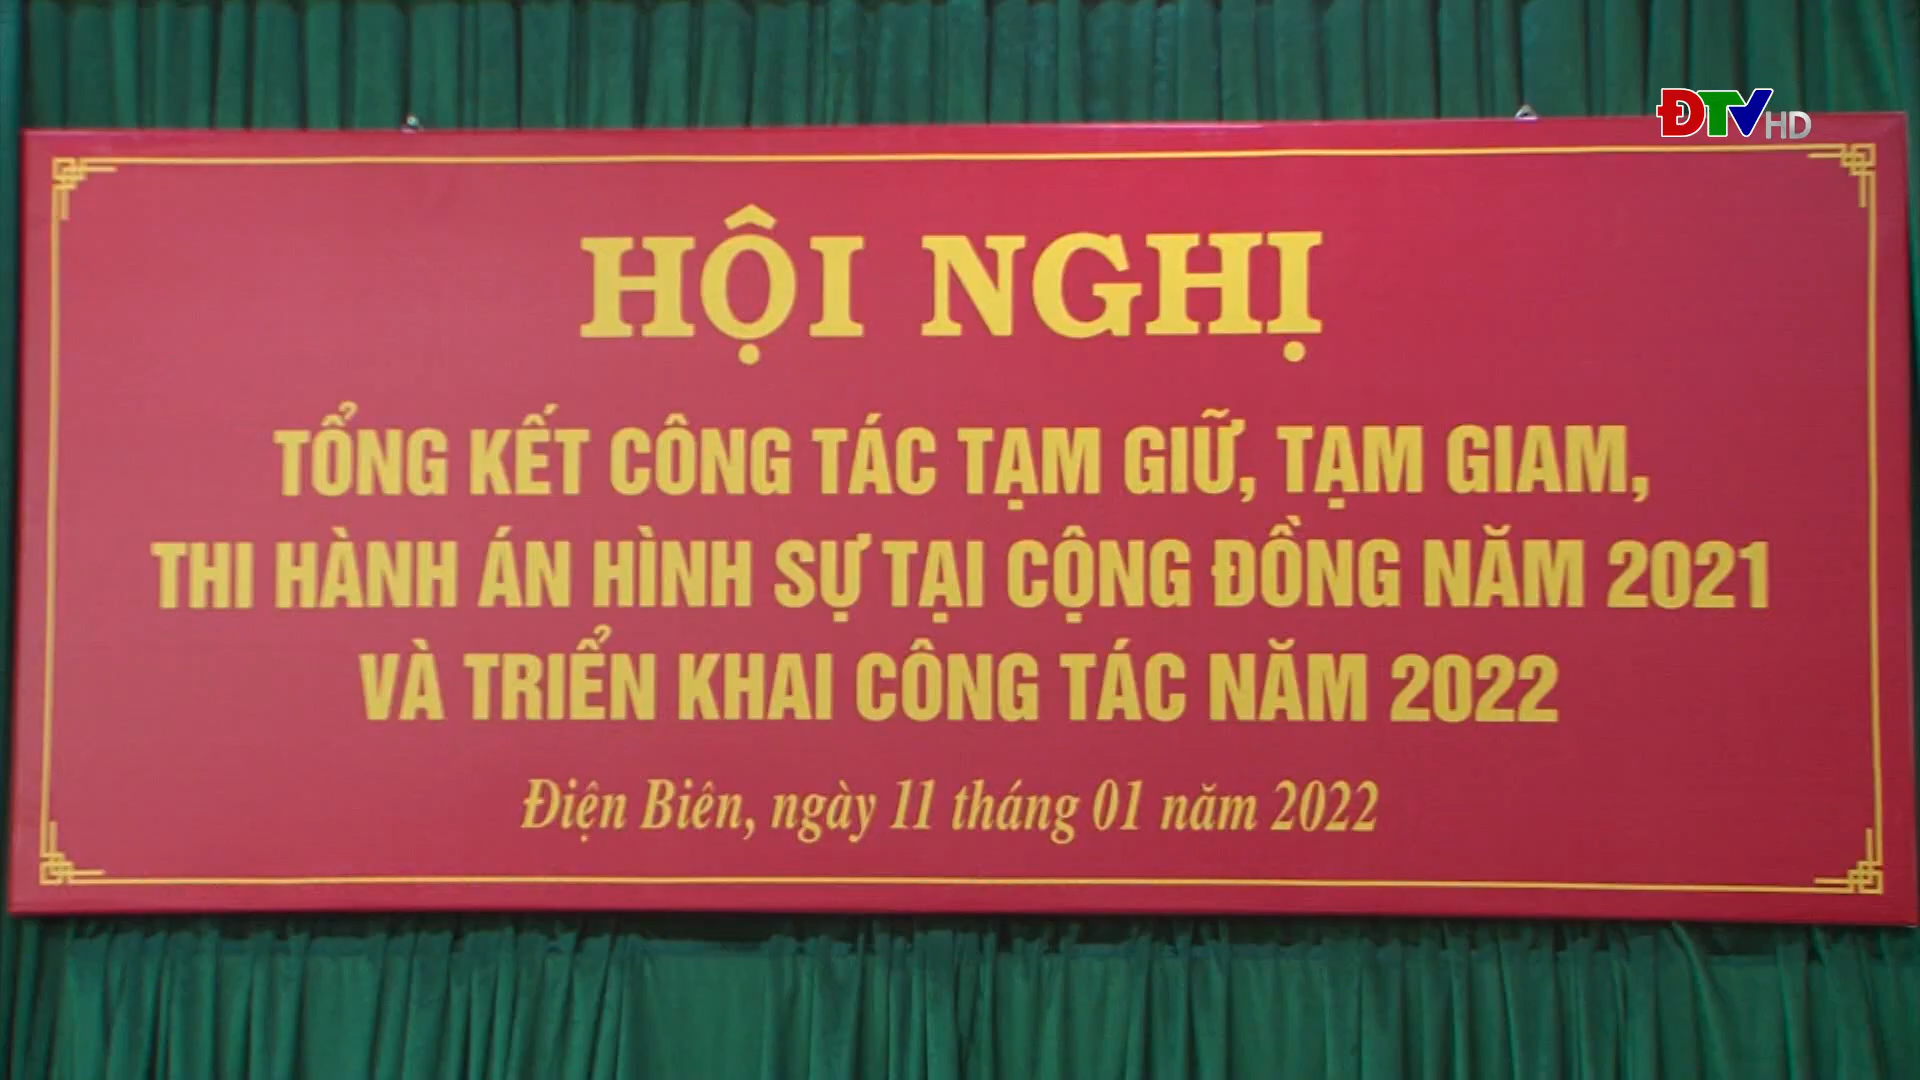 ĐTV HD
HỘI NGHỊ
TỔNG KẾT CÔNG TÁC TẠM GIỮ, TẠM GIAM,
THI HÀNH ÁN HÌNH SỰ TẠI CỘNG ĐỒNG NĂM 2021
VÀ TRIỂN KHAI CÔNG TÁC NĂM 2022
Điện Biên, ngày 11 tháng 01 năm 2022